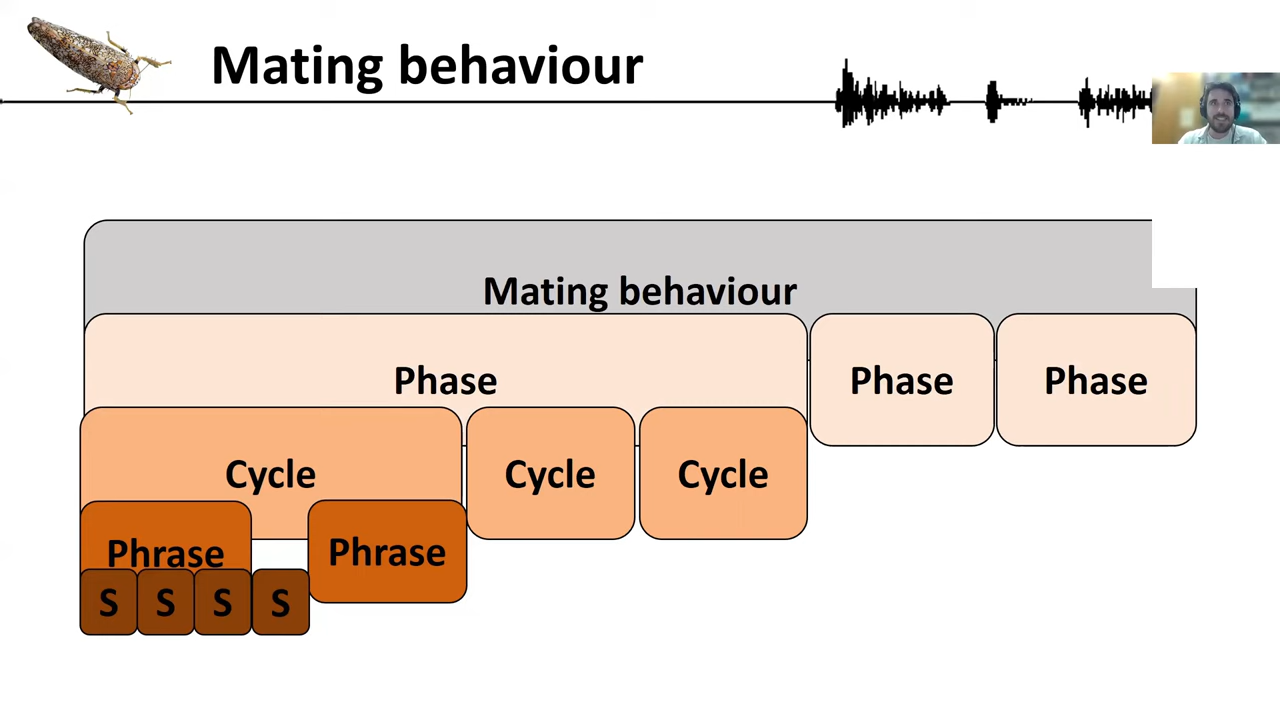 Mating behaviour
Mating behaviour
Phase Phase Phase
Cycle Cycle Cycle
Phrase Phrase
S S S S